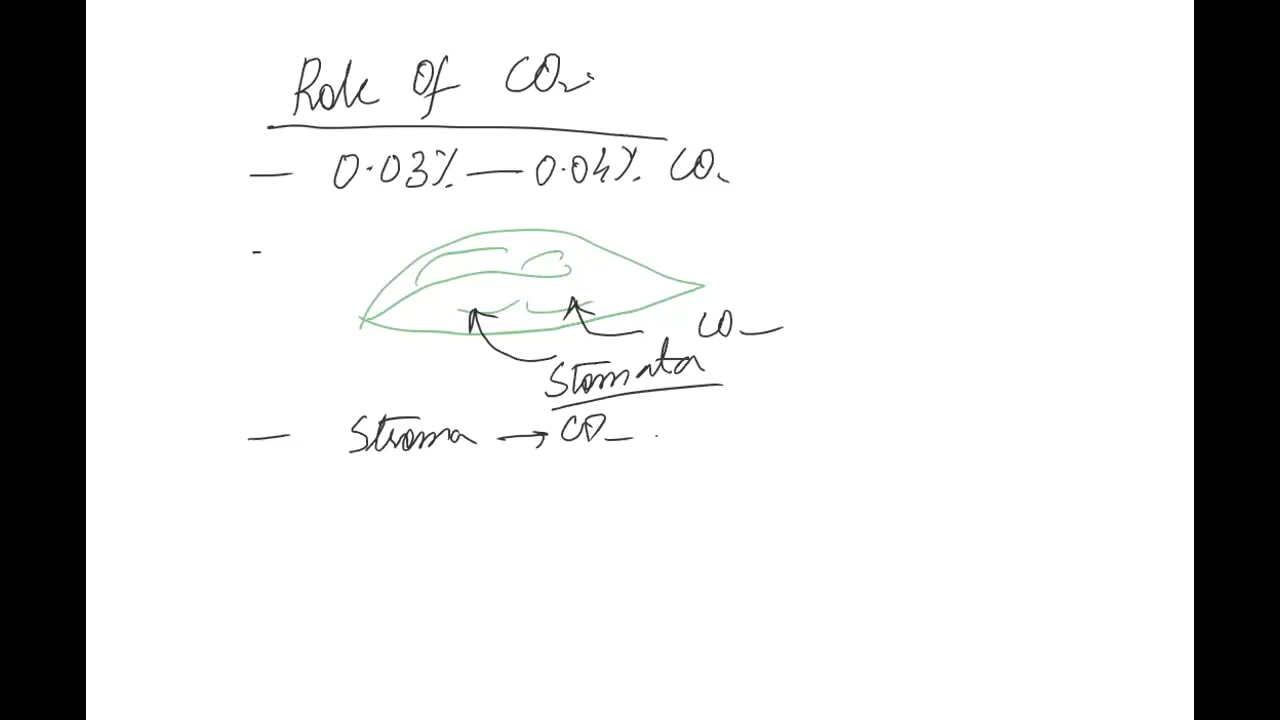 Role Of CO2
— 0.03% — 0.04% CO2
-
CO2
Stomata
— Stroma → CO2.